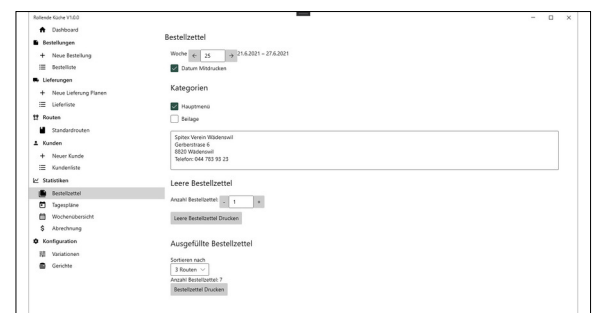 Rollende Küche V1.0.0
Dashboard
Bestellungen
Neue Bestellung
Bestelliste
Lieferungen
Neue Lieferung Planen
Lieferliste
Routen
Standardrouten
Kunden
Neuer Kunde
Kundenliste
Statistiken
Bestellzettel
Tagespläne
Wochenübersicht
Abrechnung
Konfiguration
Variationen
Gerichte
Bestellzettel
Woche ← 25 → 21.6.2021 – 27.6.2021
Datum Mitdrucken
Kategorien
Hauptmenü
Beilage
Spitex Verein Wädenswil
Gerberstrasse 6
8820 Wädenswil
Telefon: 044 783 93 23
Leere Bestellzettel
Anzahl Bestellzettel: - 1 +
Leere Bestellzettel Drucken
Ausgefüllte Bestellzettel
Sortieren nach
3 Routen
Anzahl Bestellzettel: 7
Bestellzettel Drucken